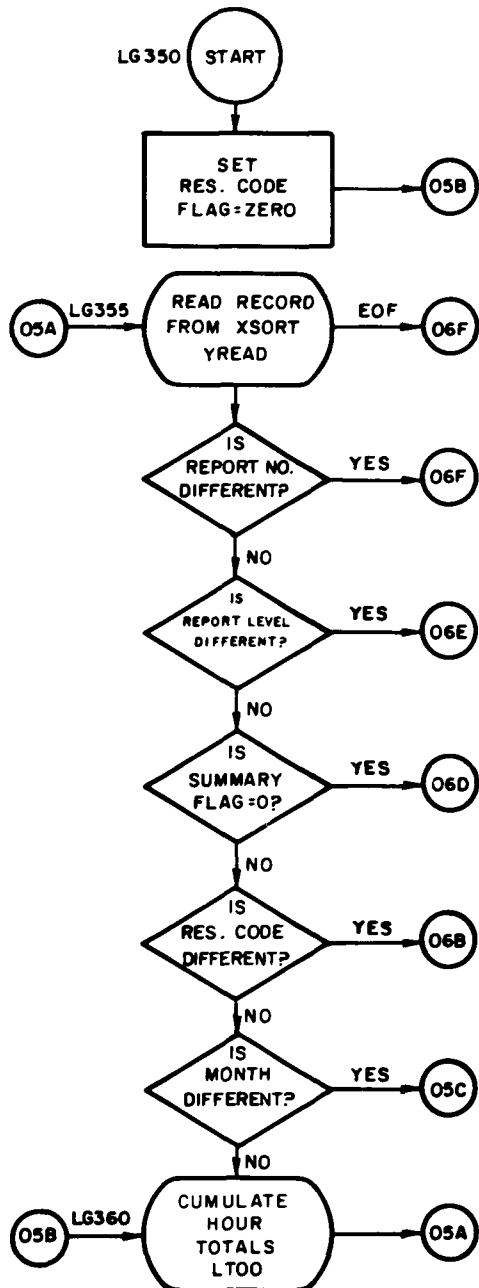 LG350 START
SET
RES. CODE
FLAG=ZERO
05B
05A
LG355
READ RECORD
FROM XSORT
YREAD
EOF
06F
IS
REPORT NO.
DIFFERENT?
YES
06F
NO
IS
REPORT LEVEL
DIFFERENT?
YES
06E
NO
IS
SUMMARY
FLAG=0?
YES
06D
NO
IS
RES. CODE
DIFFERENT?
YES
06B
NO
IS
MONTH
DIFFERENT?
YES
05C
NO
05B
LG360
CUMULATE
HOUR
TOTALS
LTOO
05A